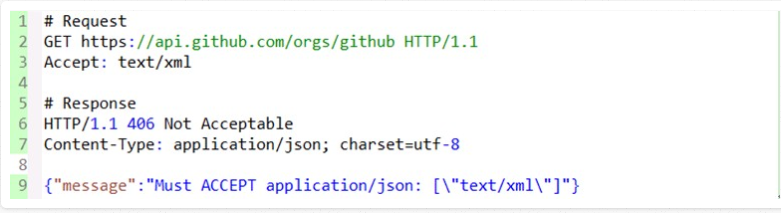 1 # Request
2 GET https://api.github.com/orgs/github HTTP/1.1
3 Accept: text/xml
4
5 # Response
6 HTTP/1.1 406 Not Acceptable
7 Content-Type: application/json; charset=utf-8
8
9 {"message":"Must ACCEPT application/json: [\"text/xml\"]"}